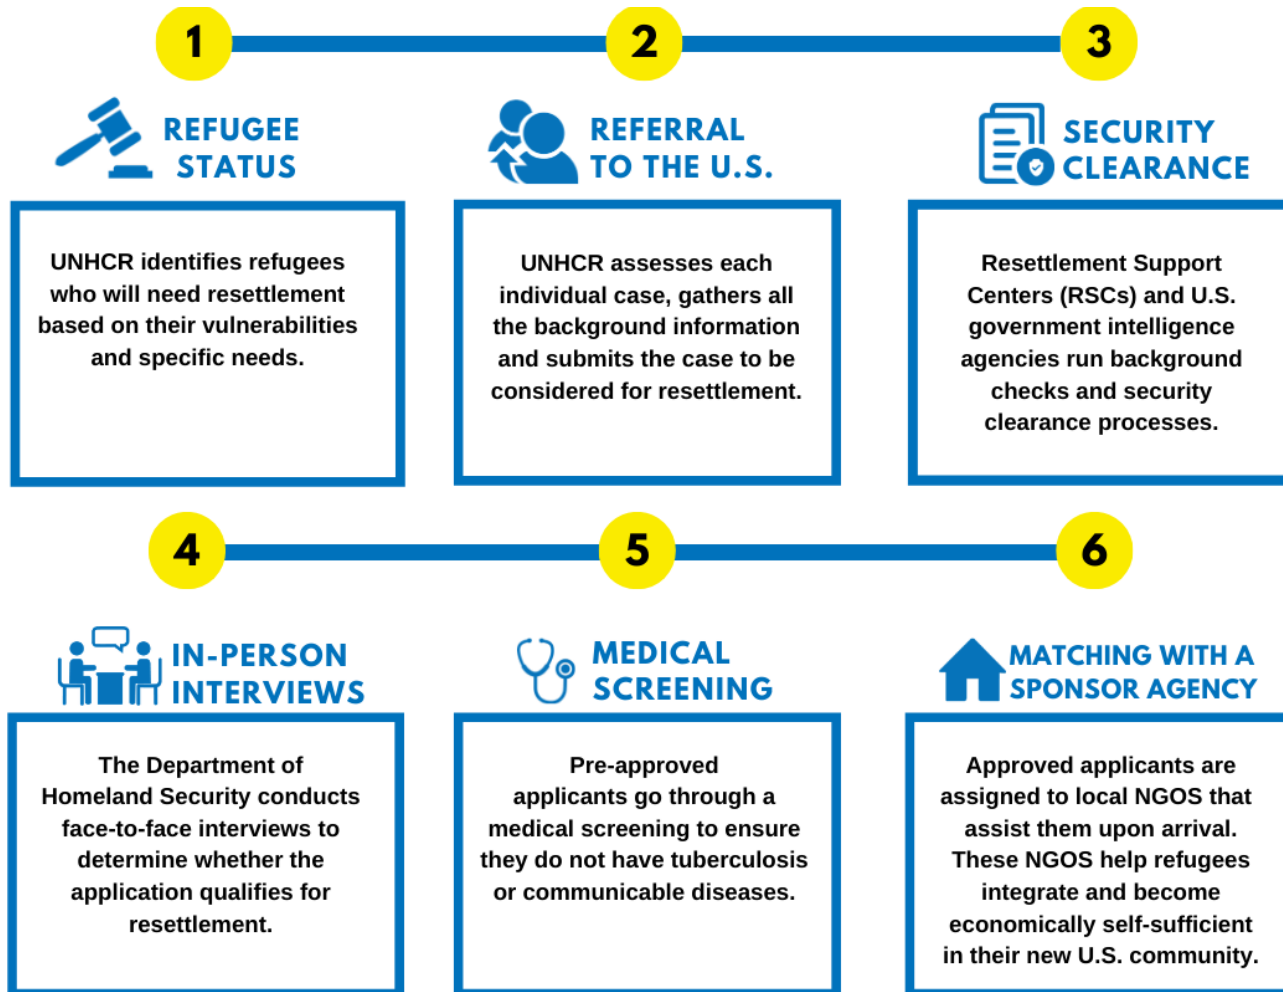 1
2
3
REFUGEE
STATUS
UNHCR identifies refugees
who will need resettlement
based on their vulnerabilities
and specific needs.
REFERRAL
TO THE U.S.
UNHCR assesses each
individual case, gathers all
the background information
and submits the case to be
considered for resettlement.
SECURITY
CLEARANCE
Resettlement Support
Centers (RSCs) and U.S.
government intelligence
agencies run background
checks and security
clearance processes.
4
5
6
IN-PERSON
INTERVIEWS
The Department of
Homeland Security conducts
face-to-face interviews to
determine whether the
application qualifies for
resettlement.
MEDICAL
SCREENING
Pre-approved
applicants go through a
medical screening to ensure
they do not have tuberculosis
or communicable diseases.
MATCHING WITH A
SPONSOR AGENCY
Approved applicants are
assigned to local NGOS that
assist them upon arrival.
These NGOS help refugees
integrate and become
economically self-sufficient
in their new U.S. community.